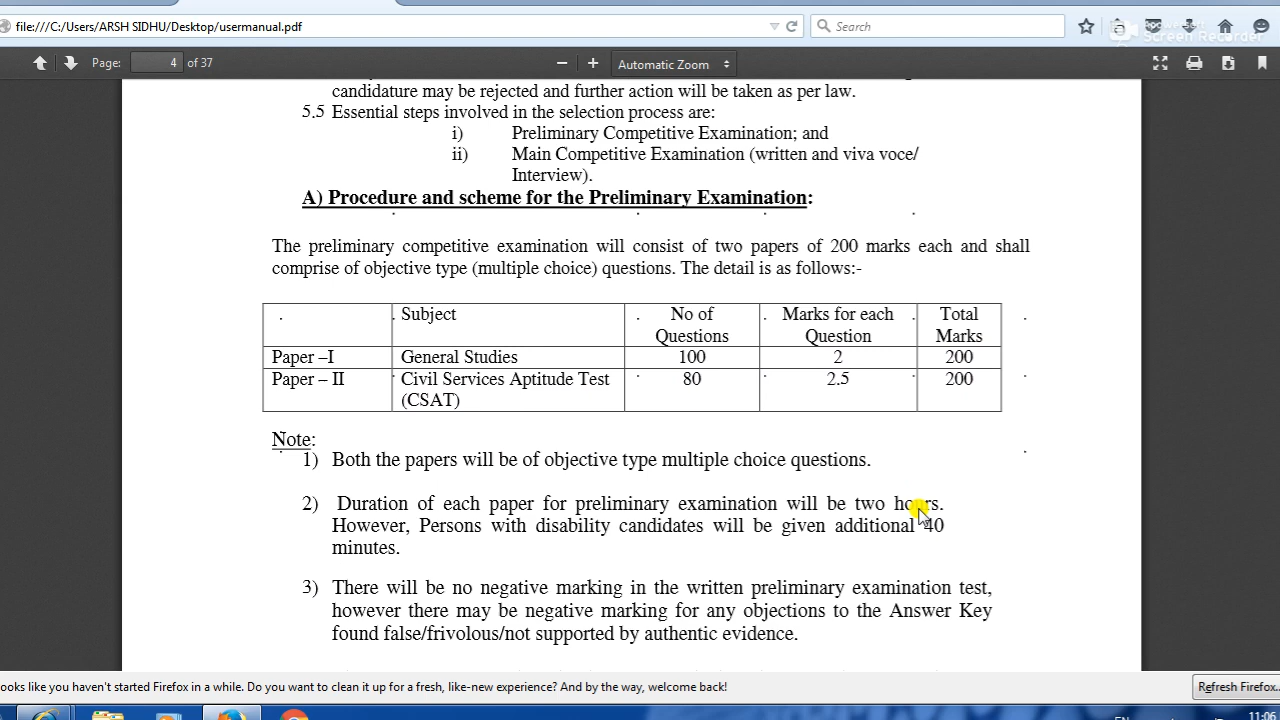 file:///C:/Users/ARSH SIDHU/Desktop/usermanual.pdf
Search
Screen Recorder
Page: 4 of 37
Automatic Zoom
candidature may be rejected and further action will be taken as per law.
5.5 Essential steps involved in the selection process are:
i) Preliminary Competitive Examination; and
ii) Main Competitive Examination (written and viva voce/
Interview).
A) Procedure and scheme for the Preliminary Examination:
The preliminary competitive examination will consist of two papers of 200 marks each and shall
comprise of objective type (multiple choice) questions. The detail is as follows:-
Subject No of Questions Marks for each Question Total Marks
Paper –I General Studies 100 2 200
Paper – II Civil Services Aptitude Test (CSAT) 80 2.5 200
Note:
1) Both the papers will be of objective type multiple choice questions.
2) Duration of each paper for preliminary examination will be two hours.
However, Persons with disability candidates will be given additional 40
minutes.
3) There will be no negative marking in the written preliminary examination test,
however there may be negative marking for any objections to the Answer Key
found false/frivolous/not supported by authentic evidence.
ooks like you haven't started Firefox in a while. Do you want to clean it up for a fresh, like-new experience? And by the way, welcome back!
Refresh Firefox
11:06